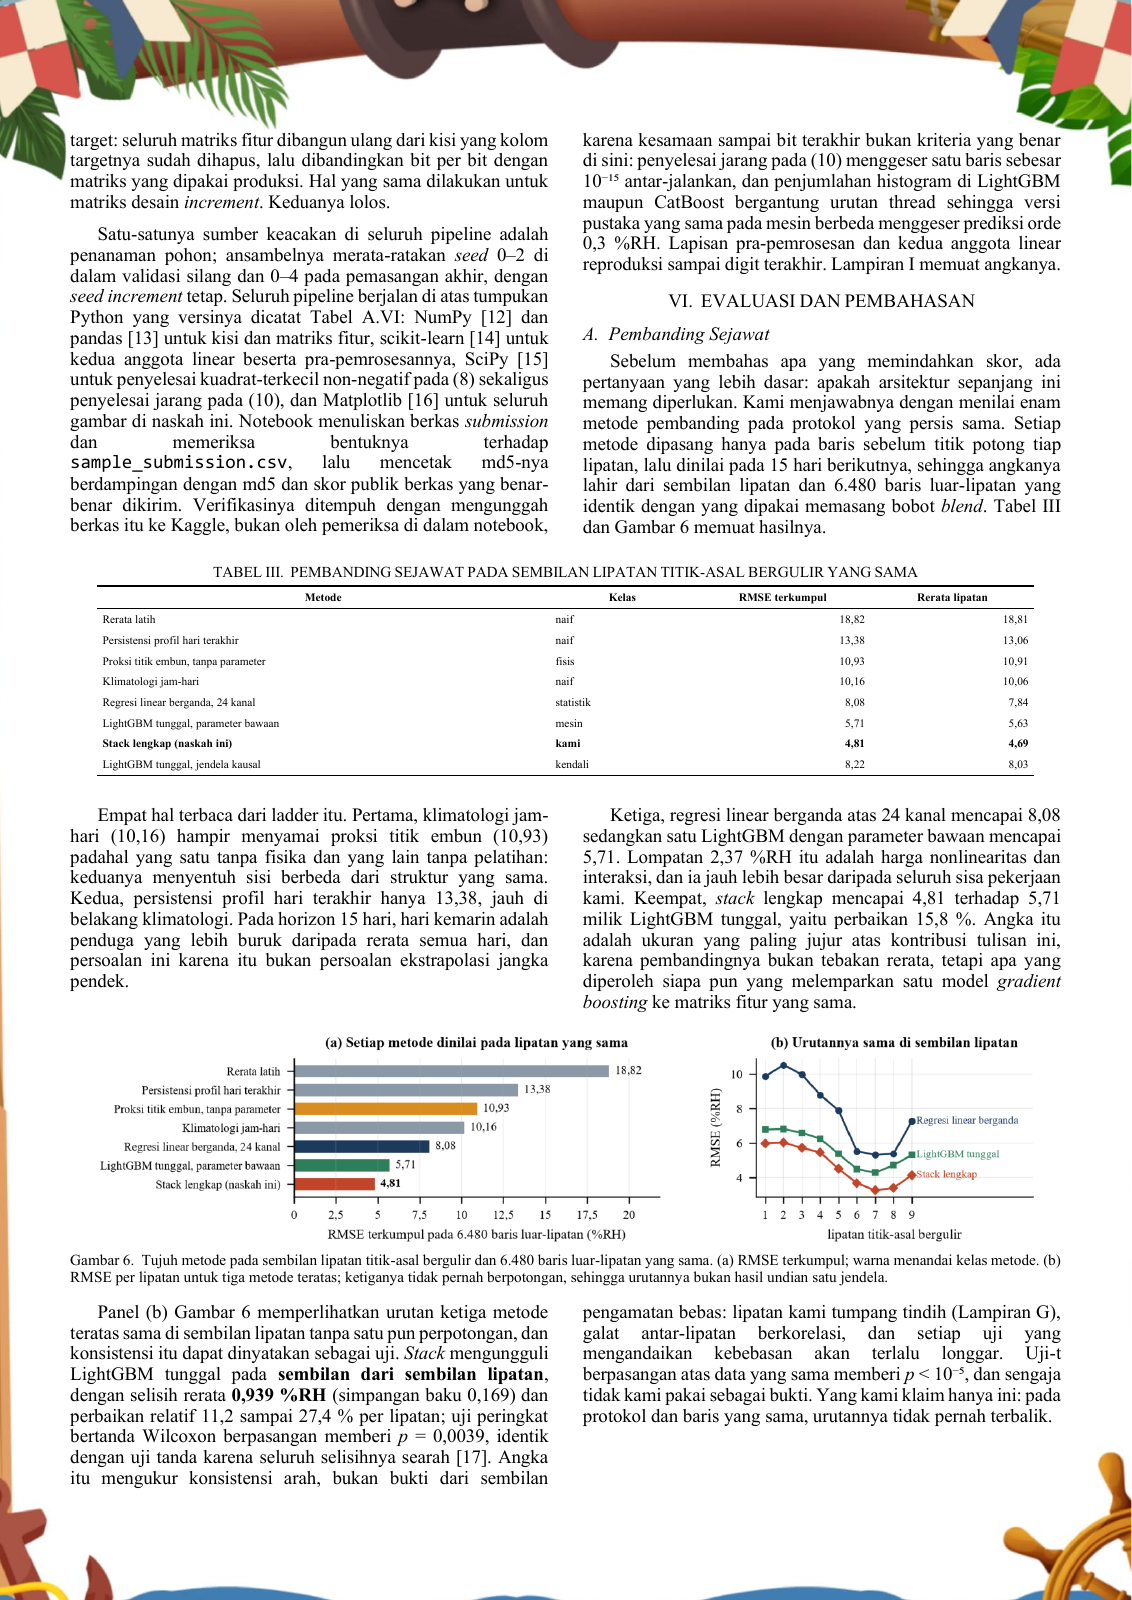 target: seluruh matriks fitur dibangun ulang dari kisi yang kolom
targetnya sudah dihapus, lalu dibandingkan bit per bit dengan
matriks yang dipakai produksi. Hal yang sama dilakukan untuk
matriks desain increment. Keduanya lolos.
Satu-satunya sumber keacakan di seluruh pipeline adalah
penanaman pohon; ansambelnya merata-ratakan seed 0–2 di
dalam validasi silang dan 0–4 pada pemasangan akhir, dengan
seed increment tetap. Seluruh pipeline berjalan di atas tumpukan
Python yang versinya dicatat Tabel A.VI: NumPy [12] dan
pandas [13] untuk kisi dan matriks fitur, scikit-learn [14] untuk
kedua anggota linear beserta pra-pemrosesannya, SciPy [15]
untuk penyelesai kuadrat-terkecil non-negatif pada (8) sekaligus
penyelesai jarang pada (10), dan Matplotlib [16] untuk seluruh
gambar di naskah ini. Notebook menuliskan berkas submission
dan memeriksa bentuknya terhadap
sample_submission.csv, lalu mencetak md5-nya
berdampingan dengan md5 dan skor publik berkas yang benar-
benar dikirim. Verifikasinya ditempuh dengan mengunggah
berkas itu ke Kaggle, bukan oleh pemeriksa di dalam notebook,
karena kesamaan sampai bit terakhir bukan kriteria yang benar
di sini: penyelesai jarang pada (10) menggeser satu baris sebesar
10⁻¹⁵ antar-jalankan, dan penjumlahan histogram di LightGBM
maupun CatBoost bergantung urutan thread sehingga versi
pustaka yang sama pada mesin berbeda menggeser prediksi orde
0,3 %RH. Lapisan pra-pemrosesan dan kedua anggota linear
reproduksi sampai digit terakhir. Lampiran I memuat angkanya.
VI. EVALUASI DAN PEMBAHASAN
A. Pembanding Sejawat
Sebelum membahas apa yang memindahkan skor, ada
pertanyaan yang lebih dasar: apakah arsitektur sepanjang ini
memang diperlukan. Kami menjawabnya dengan menilai enam
metode pembanding pada protokol yang persis sama. Setiap
metode dipasang hanya pada baris sebelum titik potong tiap
lipatan, lalu dinilai pada 15 hari berikutnya, sehingga angkanya
lahir dari sembilan lipatan dan 6.480 baris luar-lipatan yang
identik dengan yang dipakai memasang bobot blend. Tabel III
dan Gambar 6 memuat hasilnya.
TABEL III. PEMBANDING SEJAWAT PADA SEMBILAN LIPATAN TITIK-ASAL BERGULIR YANG SAMA
Metode Kelas RMSE terkumpul Rerata lipatan
Rerata latih naif 18,82 18,81
Persistensi profil hari terakhir naif 13,38 13,06
Proksi titik embun, tanpa parameter fisis 10,93 10,91
Klimatologi jam-hari naif 10,16 10,06
Regresi linear berganda, 24 kanal statistik 8,08 7,84
LightGBM tunggal, parameter bawaan mesin 5,71 5,63
Stack lengkap (naskah ini) kami 4,81 4,69
LightGBM tunggal, jendela kausal kendali 8,22 8,03
Empat hal terbaca dari ladder itu. Pertama, klimatologi jam-
hari (10,16) hampir menyamai proksi titik embun (10,93)
padahal yang satu tanpa fisika dan yang lain tanpa pelatihan:
keduanya menyentuh sisi berbeda dari struktur yang sama.
Kedua, persistensi profil hari terakhir hanya 13,38, jauh di
belakang klimatologi. Pada horizon 15 hari, hari kemarin adalah
penduga yang lebih buruk daripada rerata semua hari, dan
persoalan ini karena itu bukan persoalan ekstrapolasi jangka
pendek.
Ketiga, regresi linear berganda atas 24 kanal mencapai 8,08
sedangkan satu LightGBM dengan parameter bawaan mencapai
5,71. Lompatan 2,37 %RH itu adalah harga nonlinearitas dan
interaksi, dan ia jauh lebih besar daripada seluruh sisa pekerjaan
kami. Keempat, stack lengkap mencapai 4,81 terhadap 5,71
milik LightGBM tunggal, yaitu perbaikan 15,8 %. Angka itu
adalah ukuran yang paling jujur atas kontribusi tulisan ini,
karena pembandingnya bukan tebakan rerata, tetapi apa yang
diperoleh siapa pun yang melemparkan satu model gradient
boosting ke matriks fitur yang sama.
(a) Setiap metode dinilai pada lipatan yang sama
Rerata latih 18,82
Persistensi profil hari terakhir 13,38
Proksi titik embun, tanpa parameter 10,93
Klimatologi jam-hari 10,16
Regresi linear berganda, 24 kanal 8,08
LightGBM tunggal, parameter bawaan 5,71
Stack lengkap (naskah ini) 4,81
0 2,5 5 7,5 10 12,5 15 17,5 20
RMSE terkumpul pada 6.480 baris luar-lipatan (%RH)
(b) Urutannya sama di sembilan lipatan
RMSE (%RH)
10
8
6
4
Regresi linear berganda
LightGBM tunggal
Stack lengkap
1 2 3 4 5 6 7 8 9
lipatan titik-asal bergulir
Gambar 6. Tujuh metode pada sembilan lipatan titik-asal bergulir dan 6.480 baris luar-lipatan yang sama. (a) RMSE terkumpul; warna menandai kelas metode. (b)
RMSE per lipatan untuk tiga metode teratas; ketiganya tidak pernah berpotongan, sehingga urutannya bukan hasil undian satu jendela.
Panel (b) Gambar 6 memperlihatkan urutan ketiga metode
teratas sama di sembilan lipatan tanpa satu pun perpotongan, dan
konsistensi itu dapat dinyatakan sebagai uji. Stack mengungguli
LightGBM tunggal pada sembilan dari sembilan lipatan,
dengan selisih rerata 0,939 %RH (simpangan baku 0,169) dan
perbaikan relatif 11,2 sampai 27,4 % per lipatan; uji peringkat
bertanda Wilcoxon berpasangan memberi p = 0,0039, identik
dengan uji tanda karena seluruh selisihnya searah [17]. Angka
itu mengukur konsistensi arah, bukan bukti dari sembilan
pengamatan bebas: lipatan kami tumpang tindih (Lampiran G),
galat antar-lipatan berkorelasi, dan setiap uji yang
mengandaikan kebebasan akan terlalu longgar. Uji-t
berpasangan atas data yang sama memberi p < 10⁻⁵, dan sengaja
tidak kami pakai sebagai bukti. Yang kami klaim hanya ini: pada
protokol dan baris yang sama, urutannya tidak pernah terbalik.